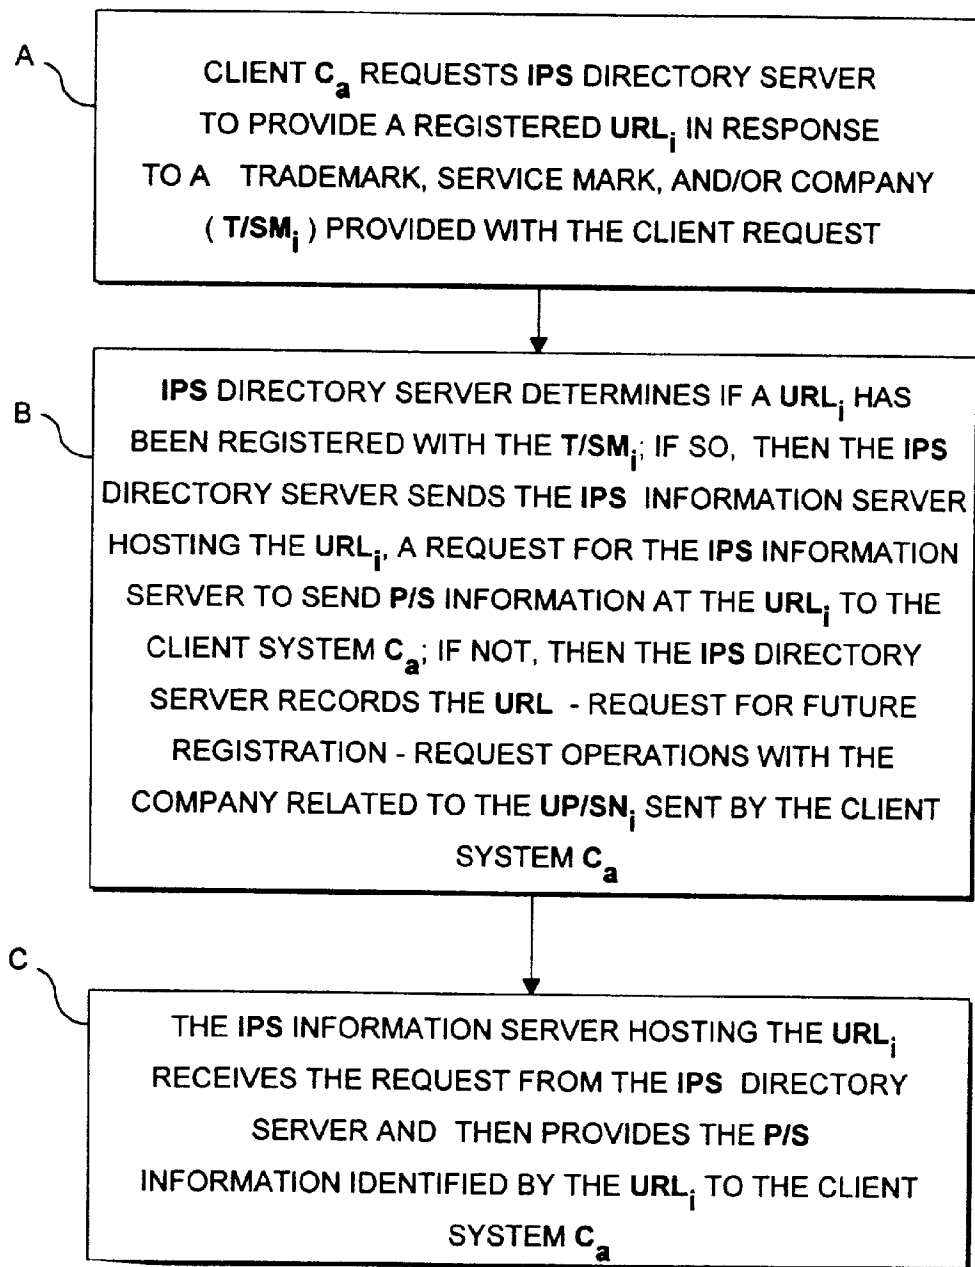 A
CLIENT Ca REQUESTS IPS DIRECTORY SERVER
TO PROVIDE A REGISTERED URLi IN RESPONSE
TO A TRADEMARK, SERVICE MARK, AND/OR COMPANY
( T/SMi ) PROVIDED WITH THE CLIENT REQUEST
B
IPS DIRECTORY SERVER DETERMINES IF A URLi HAS
BEEN REGISTERED WITH THE T/SMi; IF SO, THEN THE IPS
DIRECTORY SERVER SENDS THE IPS INFORMATION SERVER
HOSTING THE URLi, A REQUEST FOR THE IPS INFORMATION
SERVER TO SEND P/S INFORMATION AT THE URLi TO THE
CLIENT SYSTEM Ca; IF NOT, THEN THE IPS DIRECTORY
SERVER RECORDS THE URL - REQUEST FOR FUTURE
REGISTRATION - REQUEST OPERATIONS WITH THE
COMPANY RELATED TO THE UP/SNi SENT BY THE CLIENT
SYSTEM Ca
C
THE IPS INFORMATION SERVER HOSTING THE URLi
RECEIVES THE REQUEST FROM THE IPS DIRECTORY
SERVER AND THEN PROVIDES THE P/S
INFORMATION IDENTIFIED BY THE URLi TO THE CLIENT
SYSTEM Ca